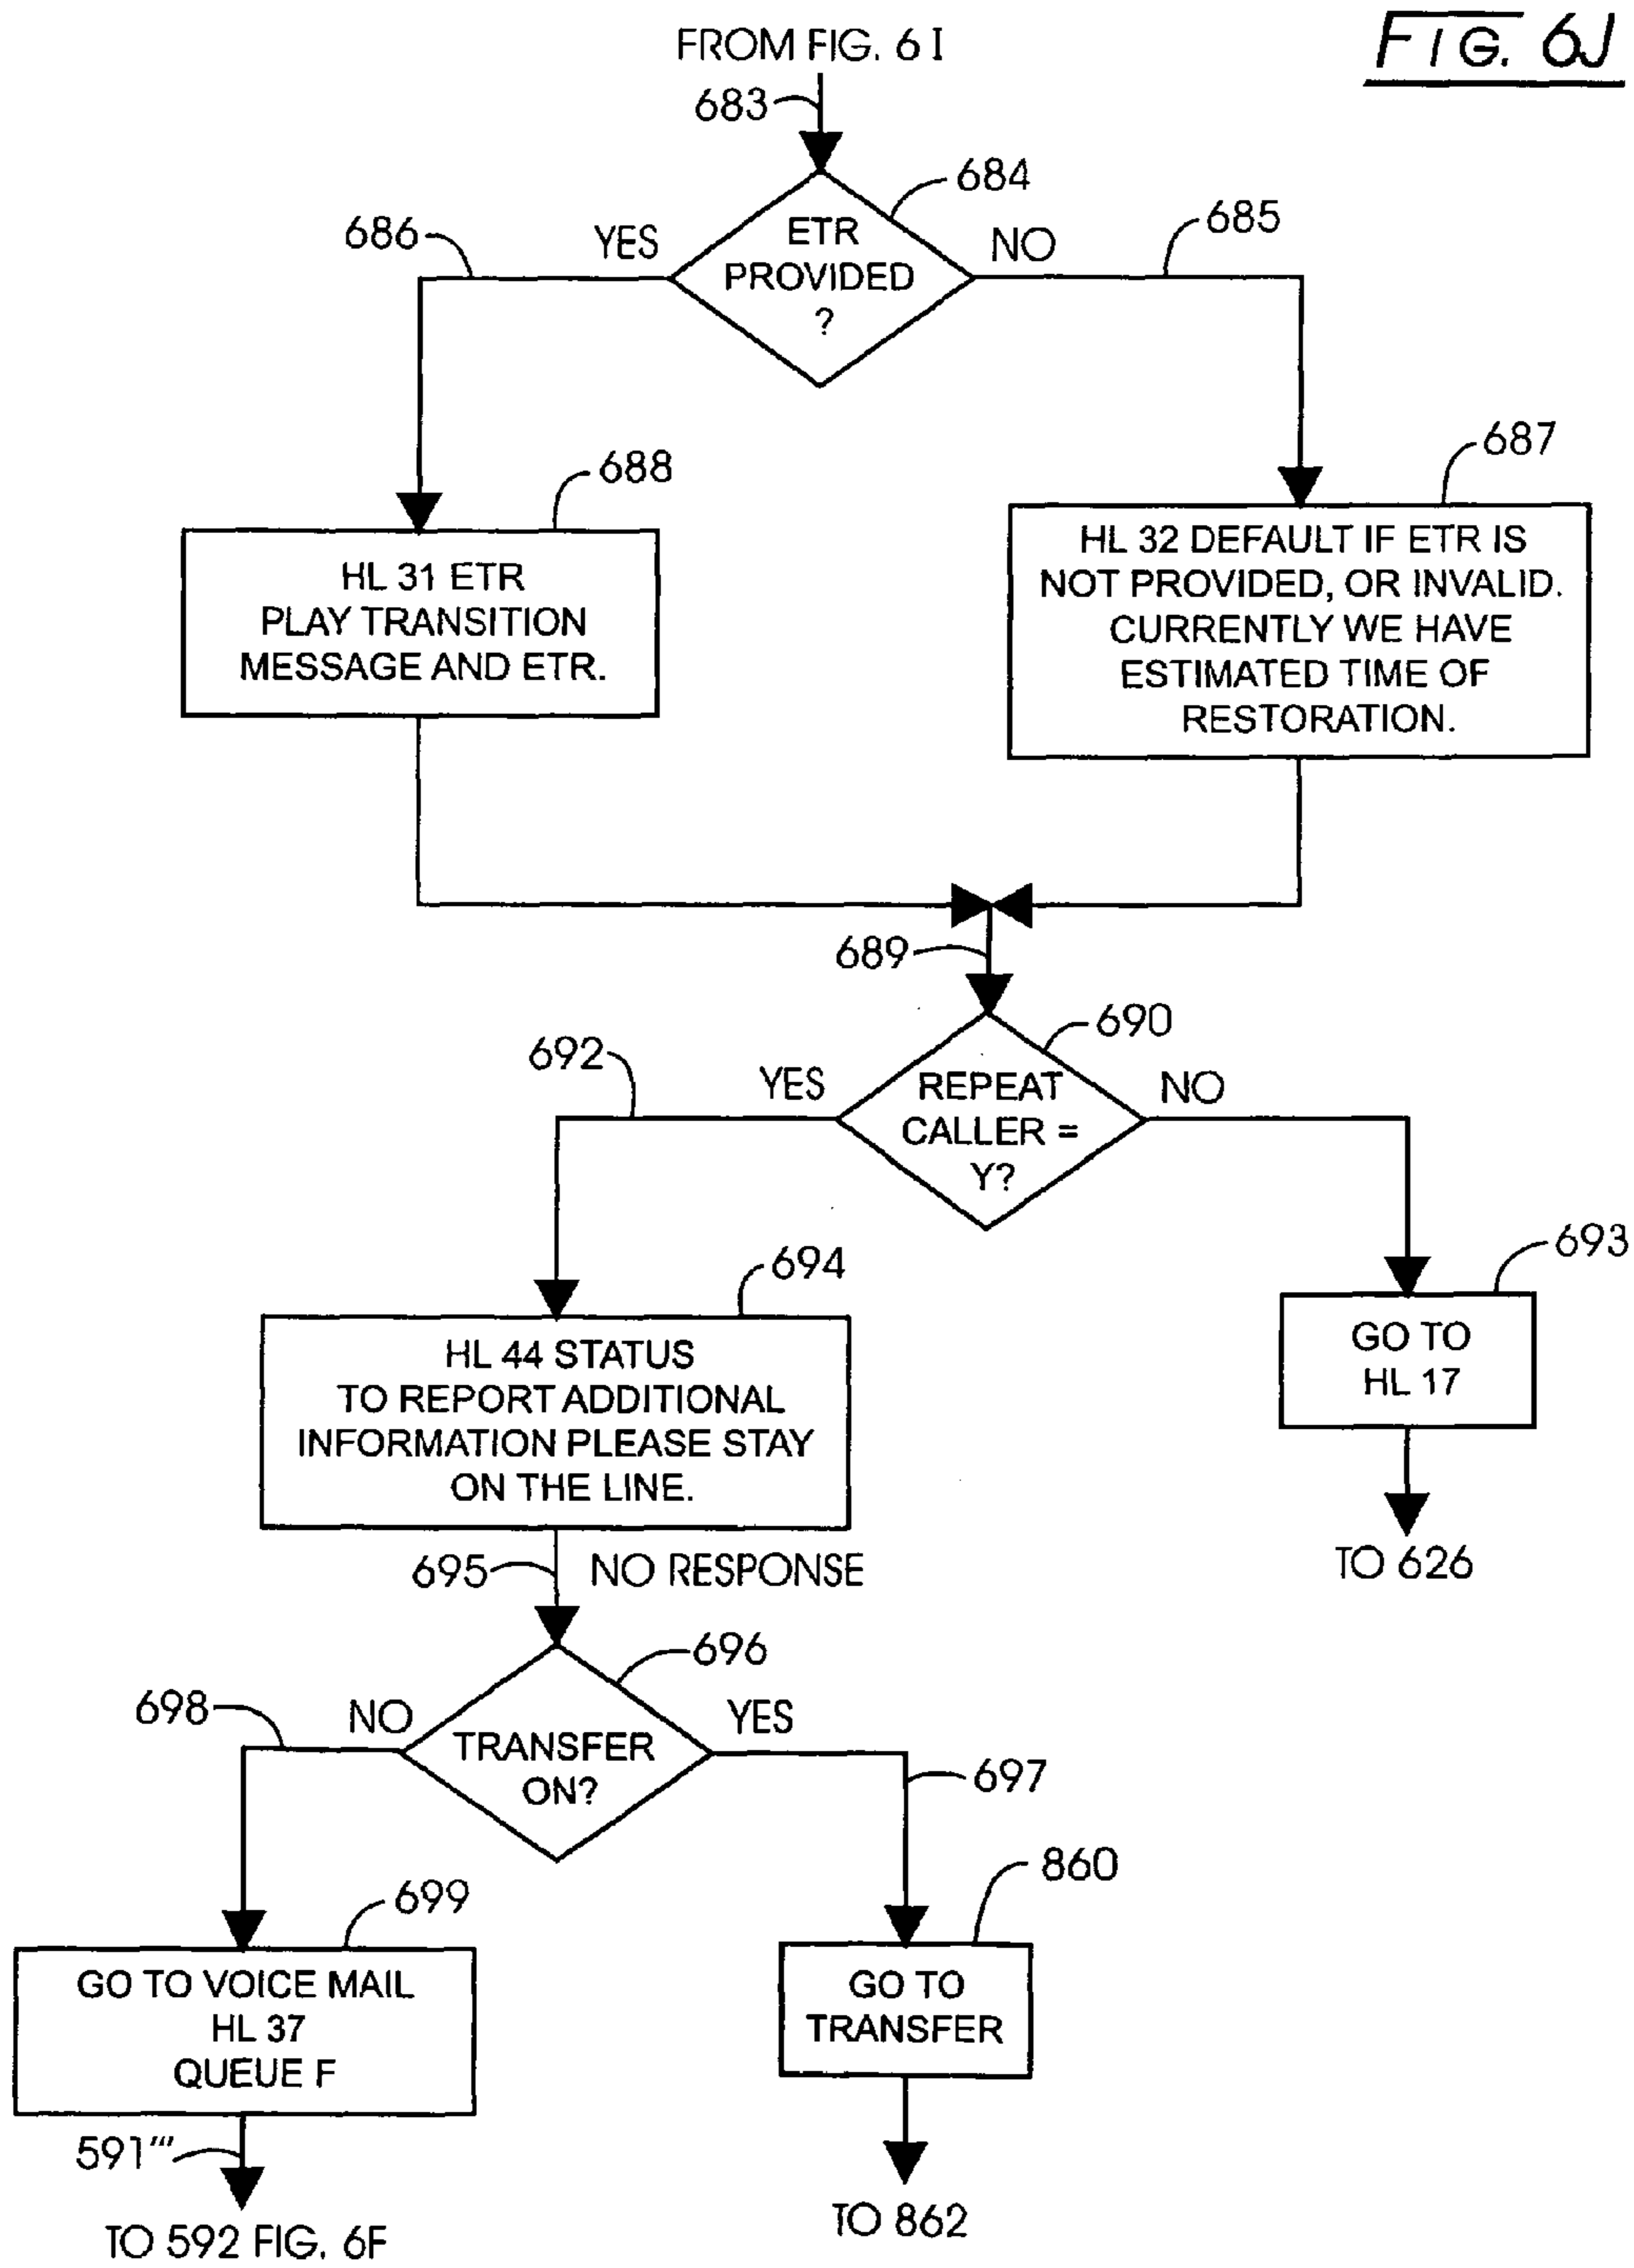 FIG. 6J
FROM FIG. 6I
683
684
686
YES
ETR
PROVIDED
?
NO
685
688
HL 31 ETR
PLAY TRANSITION
MESSAGE AND ETR.
687
HL 32 DEFAULT IF ETR IS
NOT PROVIDED, OR INVALID.
CURRENTLY WE HAVE
ESTIMATED TIME OF
RESTORATION.
689
690
692
YES
REPEAT
CALLER =
Y?
NO
694
HL 44 STATUS
TO REPORT ADDITIONAL
INFORMATION PLEASE STAY
ON THE LINE.
693
GO TO
HL 17
TO 626
695
NO RESPONSE
696
698
NO
TRANSFER
ON?
YES
697
699
GO TO VOICE MAIL
HL 37
QUEUE F
860
GO TO
TRANSFER
591'''
TO 592 FIG. 6F
TO 862